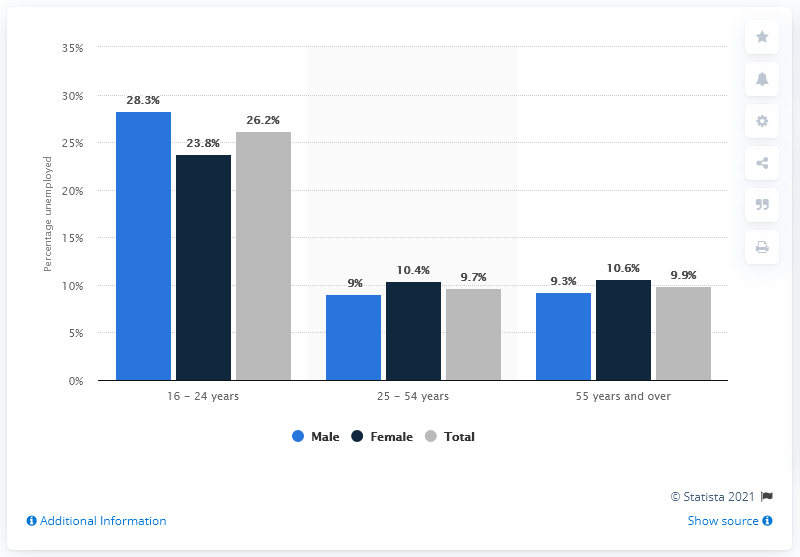 35%
30%
25%
20%
15%
10%
5%
0%
Percentage unemployed
28.3%
23.8%
26.2%
9%
10.4%
9.7%
9.3%
10.6%
9.9%
16 – 24 years
25 – 54 years
55 years and over
Male
Female
Total
© Statista 2021
Additional Information
Show source